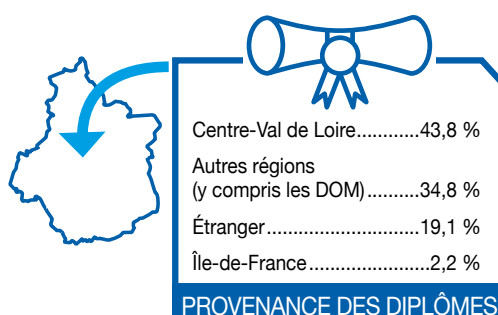 Centre-Val de Loire............43,8 %
Autres régions
(y compris les DOM)..........34,8 %
Étranger..............................19,1 %
Île-de-France.......................2,2 %
PROVENANCE DES DIPLÔMES